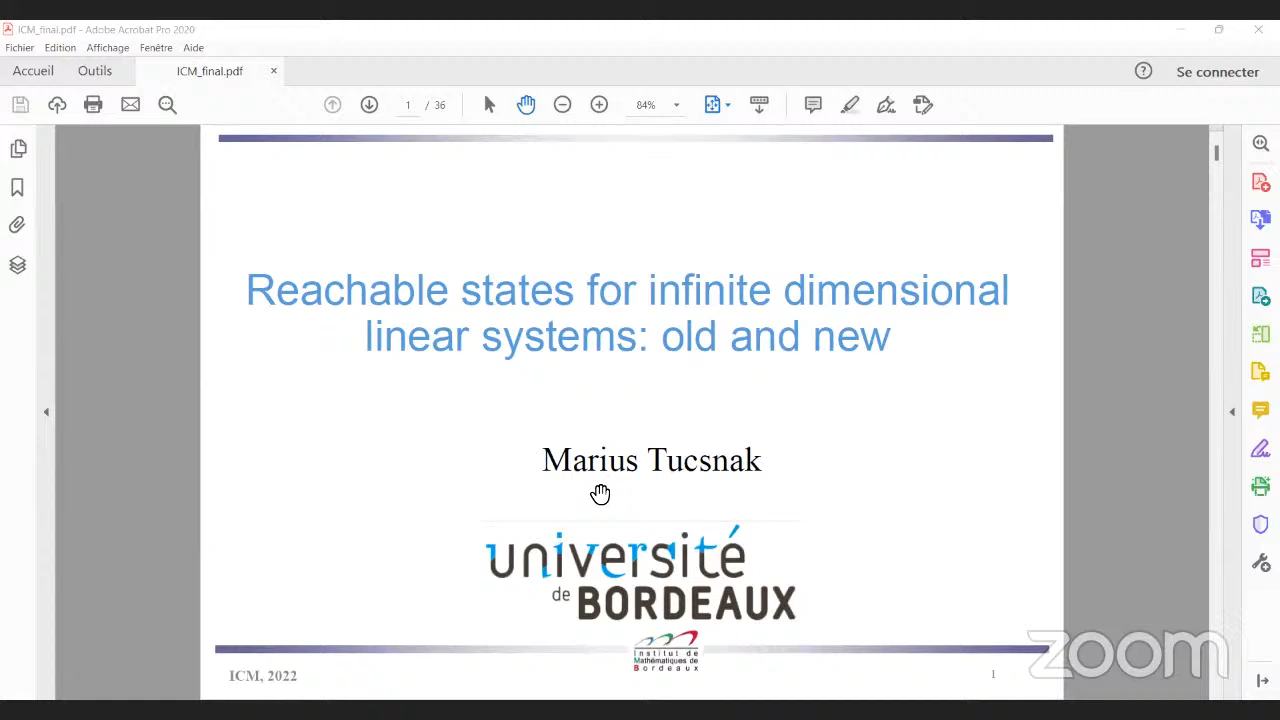 ICM_final.pdf - Adobe Acrobat Pro 2020
Fichier Edition Affichage Fenêtre Aide
Accueil Outils ICM_final.pdf × Se connecter
1 / 36 84%
Reachable states for infinite dimensional
linear systems: old and new
Marius Tucsnak
université
de BORDEAUX
Institut de
Mathématiques de
Bordeaux
ICM, 2022
1
zoom